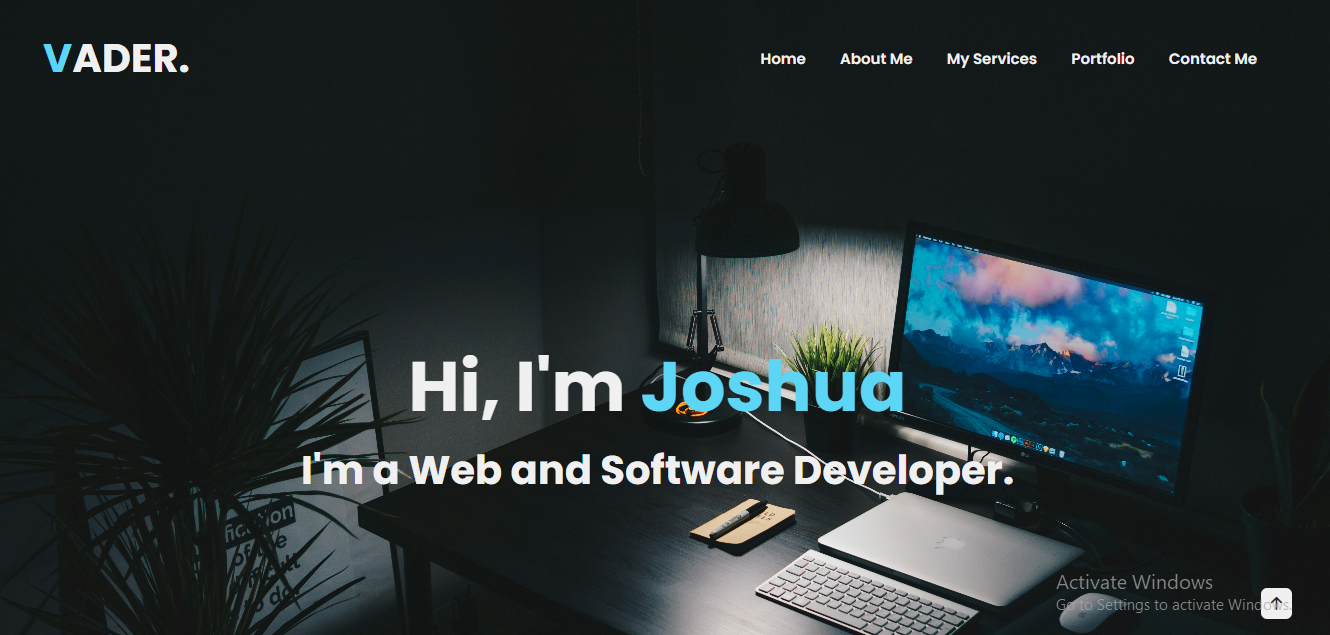 VADER.
Home About Me My Services Portfolio Contact Me
Hi, I'm Joshua
I'm a Web and Software Developer.
Activate Windows
Go to Settings to activate Windows.